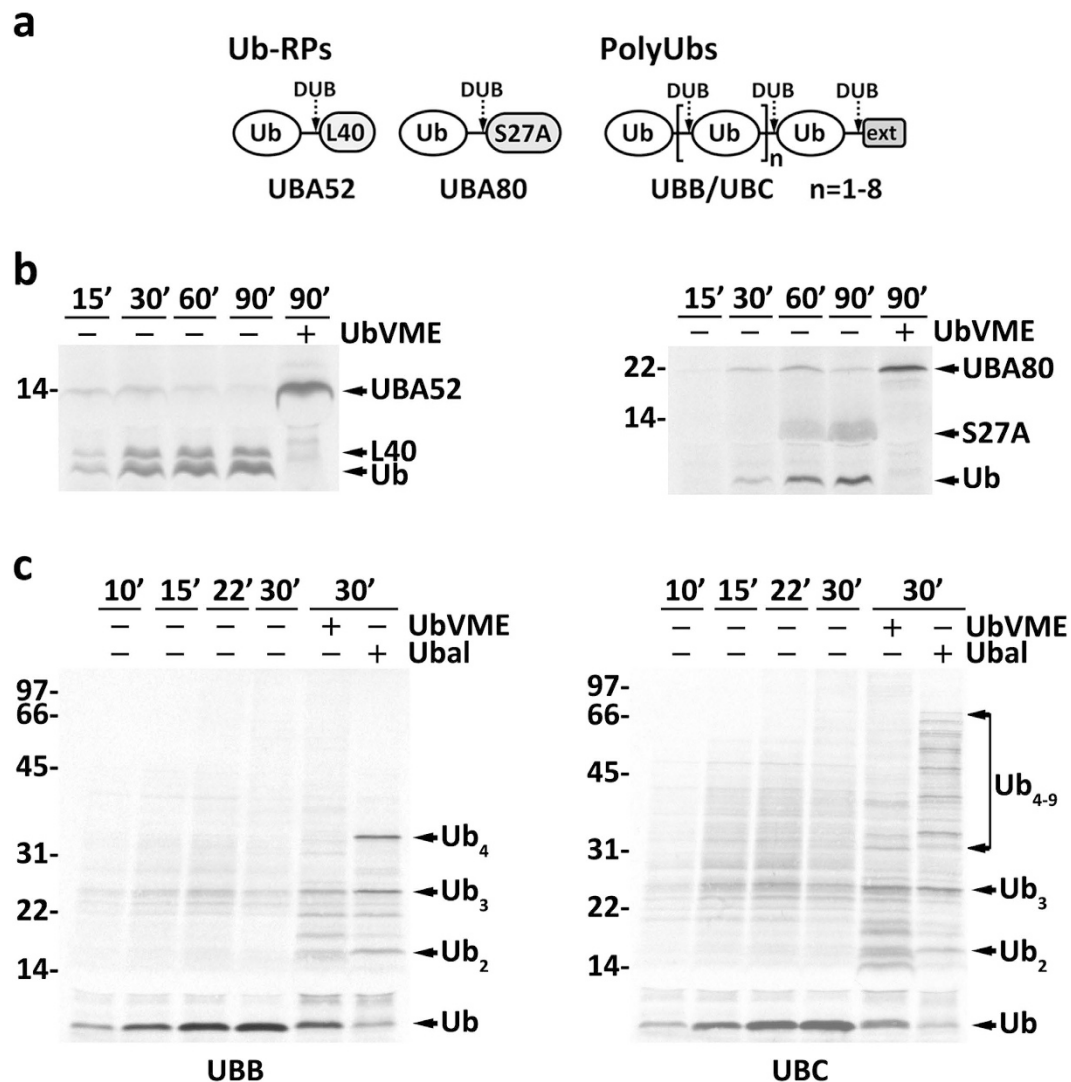 a
Ub-RPs
PolyUbs
DUB DUB DUB DUB DUB
Ub L40 Ub S27A Ub Ub n Ub ext
UBA52 UBA80 UBB/UBC n=1-8
b
15’ 30’ 60’ 90’ 90’
– – – – + UbVME
14-
UBA52
L40
Ub
15’ 30’ 60’ 90’ 90’
– – – – + UbVME
22-
UBA80
14-
S27A
Ub
c
10’ 15’ 22’ 30’ 30’
– – – – + – UbVME
– – – – – + Ubal
97-
66-
45-
Ub4
31-
Ub3
22-
Ub2
14-
Ub
UBB
10’ 15’ 22’ 30’ 30’
– – – – + – UbVME
– – – – – + Ubal
97-
66-
45-
Ub4-9
31-
Ub3
22-
Ub2
14-
Ub
UBC